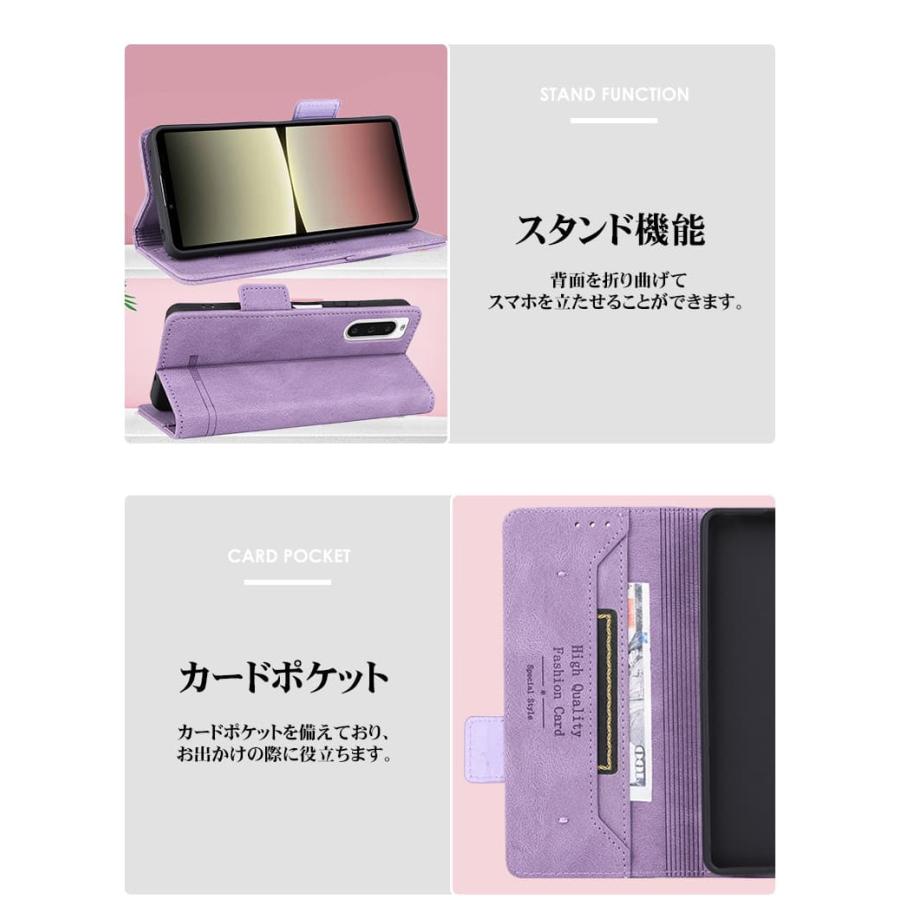 STAND FUNCTION
スタンド機能
背面を折り曲げて
スマホを立たせることができます。
CARD POCKET
カードポケット
カードポケットを備えており、
お出かけの際に役立ちます。
High Quality
Fashion Card
Special Style
100